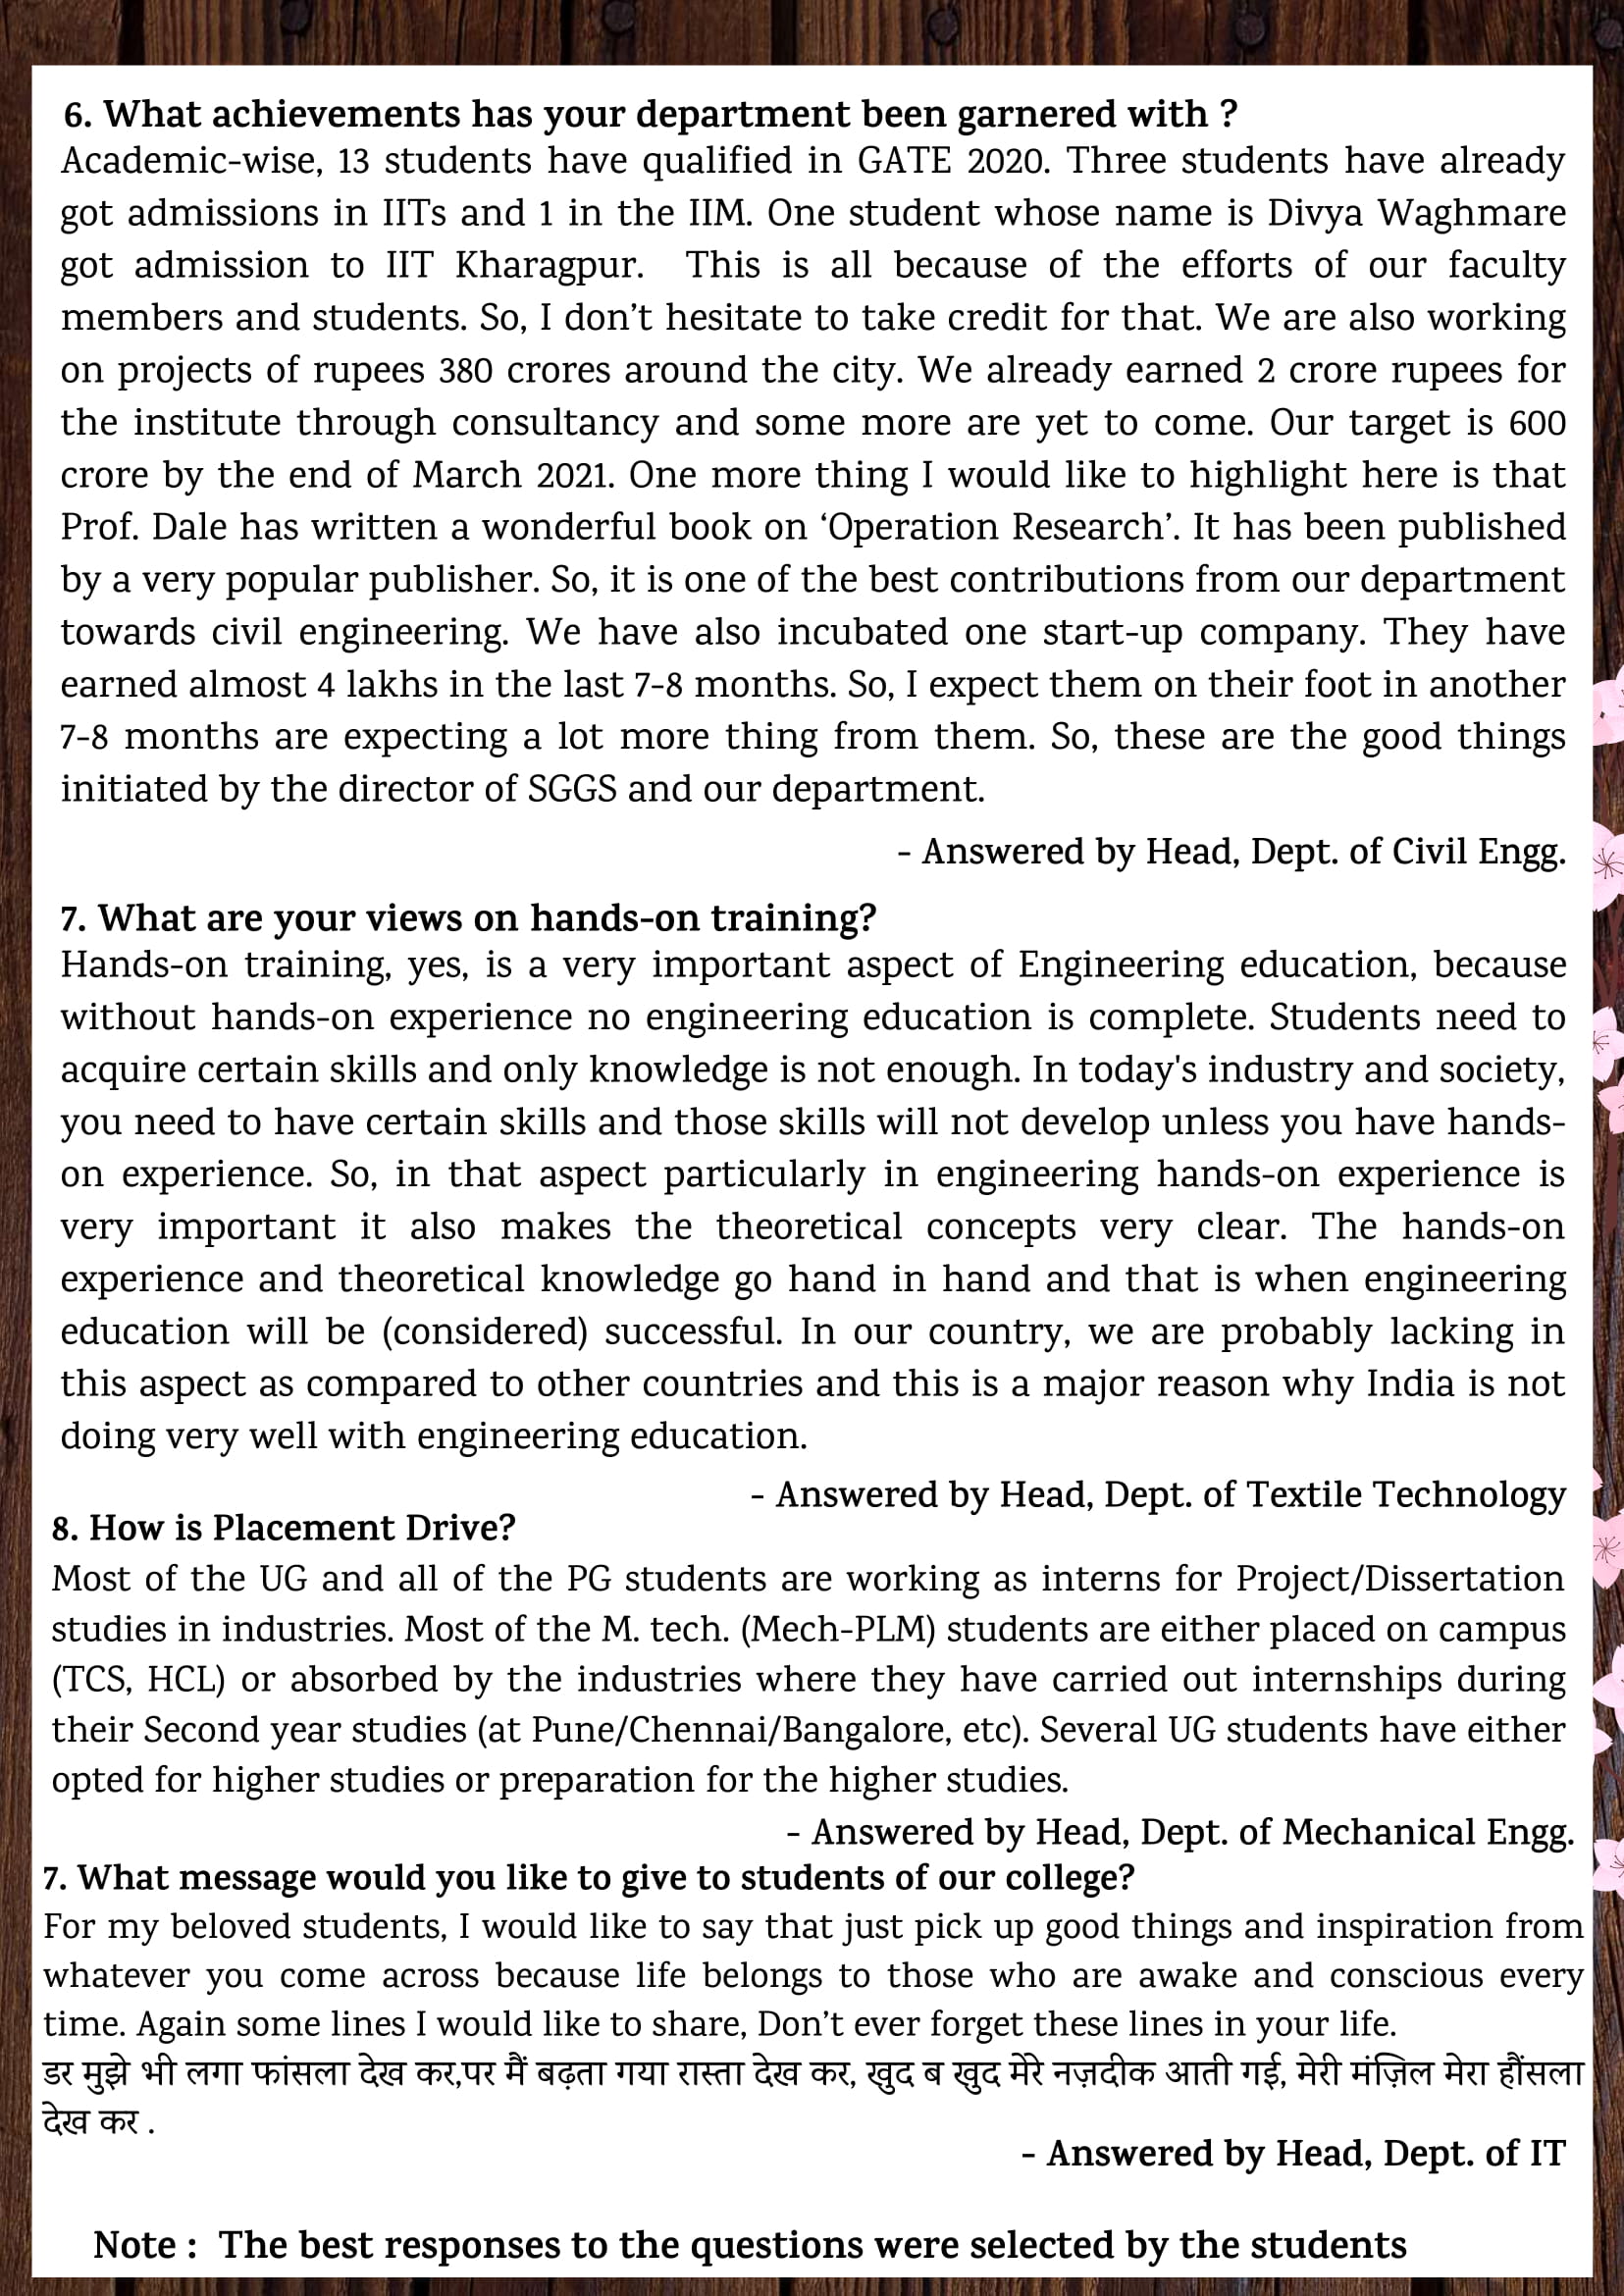 6. What achievements has your department been garnered with ?
Academic-wise, 13 students have qualified in GATE 2020. Three students have already
got admissions in IITs and 1 in the IIM. One student whose name is Divya Waghmare
got admission to IIT Kharagpur. This is all because of the efforts of our faculty
members and students. So, I don’t hesitate to take credit for that. We are also working
on projects of rupees 380 crores around the city. We already earned 2 crore rupees for
the institute through consultancy and some more are yet to come. Our target is 600
crore by the end of March 2021. One more thing I would like to highlight here is that
Prof. Dale has written a wonderful book on ‘Operation Research’. It has been published
by a very popular publisher. So, it is one of the best contributions from our department
towards civil engineering. We have also incubated one start-up company. They have
earned almost 4 lakhs in the last 7-8 months. So, I expect them on their foot in another
7-8 months are expecting a lot more thing from them. So, these are the good things
initiated by the director of SGGS and our department.
- Answered by Head, Dept. of Civil Engg.
7. What are your views on hands-on training?
Hands-on training, yes, is a very important aspect of Engineering education, because
without hands-on experience no engineering education is complete. Students need to
acquire certain skills and only knowledge is not enough. In today's industry and society,
you need to have certain skills and those skills will not develop unless you have hands-
on experience. So, in that aspect particularly in engineering hands-on experience is
very important it also makes the theoretical concepts very clear. The hands-on
experience and theoretical knowledge go hand in hand and that is when engineering
education will be (considered) successful. In our country, we are probably lacking in
this aspect as compared to other countries and this is a major reason why India is not
doing very well with engineering education.
- Answered by Head, Dept. of Textile Technology
8. How is Placement Drive?
Most of the UG and all of the PG students are working as interns for Project/Dissertation
studies in industries. Most of the M. tech. (Mech-PLM) students are either placed on campus
(TCS, HCL) or absorbed by the industries where they have carried out internships during
their Second year studies (at Pune/Chennai/Bangalore, etc). Several UG students have either
opted for higher studies or preparation for the higher studies.
- Answered by Head, Dept. of Mechanical Engg.
7. What message would you like to give to students of our college?
For my beloved students, I would like to say that just pick up good things and inspiration from
whatever you come across because life belongs to those who are awake and conscious every
time. Again some lines I would like to share, Don’t ever forget these lines in your life.
डर मुझे भी लगा फांसला देख कर,पर मैं बढ़ता गया रास्ता देख कर, खुद ब खुद मेरे नज़दीक आती गई, मेरी मंज़िल मेरा हौंसला
देख कर .
- Answered by Head, Dept. of IT
Note : The best responses to the questions were selected by the students